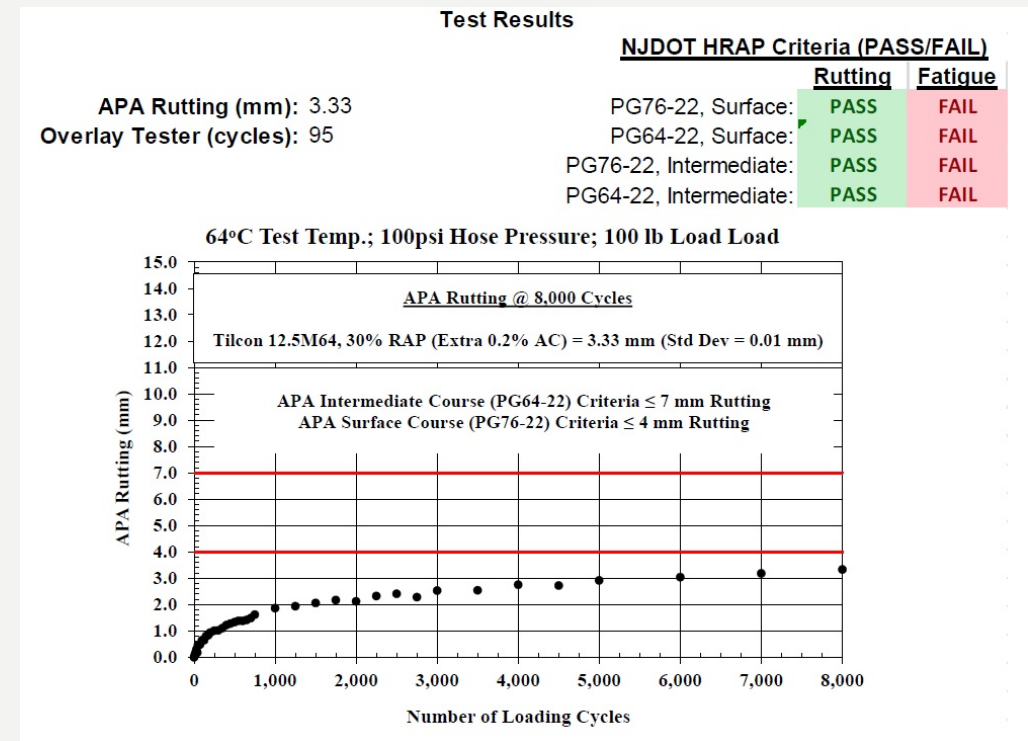 Test Results
NJDOT HRAP Criteria (PASS/FAIL)
Rutting Fatigue
APA Rutting (mm): 3.33
PG76-22, Surface: PASS FAIL
Overlay Tester (cycles): 95
PG64-22, Surface: PASS FAIL
PG76-22, Intermediate: PASS FAIL
PG64-22, Intermediate: PASS FAIL
64°C Test Temp.; 100psi Hose Pressure; 100 lb Load Load
APA Rutting @ 8,000 Cycles
Tilcon 12.5M64, 30% RAP (Extra 0.2% AC) = 3.33 mm (Std Dev = 0.01 mm)
APA Intermediate Course (PG64-22) Criteria ≤ 7 mm Rutting
APA Surface Course (PG76-22) Criteria ≤ 4 mm Rutting
APA Rutting (mm)
15.0
14.0
13.0
12.0
11.0
10.0
9.0
8.0
7.0
6.0
5.0
4.0
3.0
2.0
1.0
0.0
0 1,000 2,000 3,000 4,000 5,000 6,000 7,000 8,000
Number of Loading Cycles